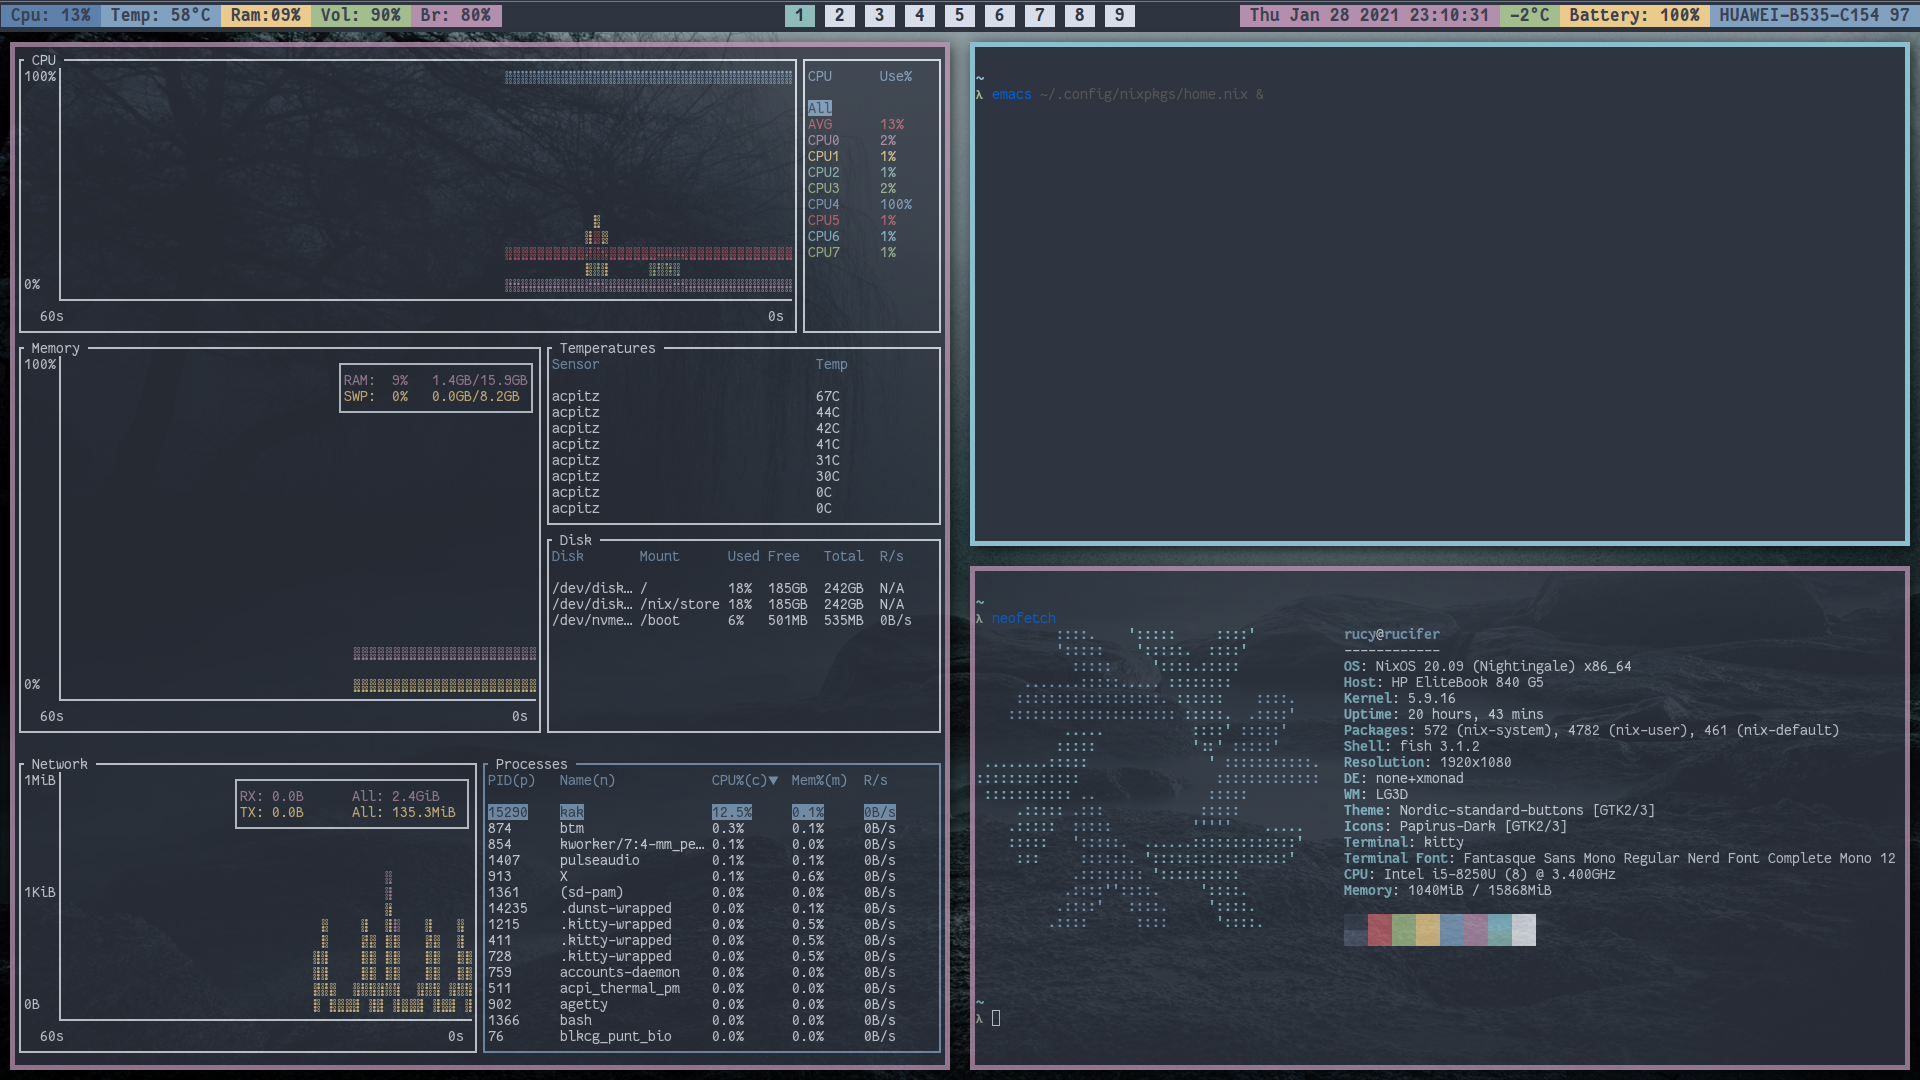 Cpu: 13% Temp: 58°C Ram:09% Vol: 90% Br: 80% 1 2 3 4 5 6 7 8 9 Thu Jan 28 2021 23:10:31 -2°C Battery: 100% HUAWEI-B535-C154 97
CPU
100%
0%
60s 0s
CPU Use%
All
AVG 13%
CPU0 2%
CPU1 1%
CPU2 1%
CPU3 2%
CPU4 100%
CPU5 1%
CPU6 1%
CPU7 1%
Memory
100%
RAM: 9% 1.4GB/15.9GB
SWP: 0% 0.0GB/8.2GB
0%
60s 0s
Temperatures
Sensor Temp
acpitz 67C
acpitz 44C
acpitz 42C
acpitz 41C
acpitz 31C
acpitz 30C
acpitz 0C
acpitz 0C
Disk
Disk Mount Used Free Total R/s
/dev/disk… / 18% 185GB 242GB N/A
/dev/disk… /nix/store 18% 185GB 242GB N/A
/dev/nvme… /boot 6% 501MB 535MB 0B/s
Network
1MiB
RX: 0.0B All: 2.4GiB
TX: 0.0B All: 135.3MiB
1KiB
0B
60s 0s
Processes
PID(p) Name(n) CPU%(c)▼ Mem%(m) R/s
15290 kak 12.5% 0.1% 0B/s
874 btm 0.3% 0.1% 0B/s
854 kworker/7:4-mm_pe… 0.1% 0.0% 0B/s
1407 pulseaudio 0.1% 0.1% 0B/s
913 X 0.1% 0.6% 0B/s
1361 (sd-pam) 0.0% 0.0% 0B/s
14235 .dunst-wrapped 0.0% 0.1% 0B/s
1215 .kitty-wrapped 0.0% 0.5% 0B/s
411 .kitty-wrapped 0.0% 0.5% 0B/s
728 .kitty-wrapped 0.0% 0.5% 0B/s
759 accounts-daemon 0.0% 0.0% 0B/s
511 acpi_thermal_pm 0.0% 0.0% 0B/s
902 agetty 0.0% 0.0% 0B/s
1366 bash 0.0% 0.0% 0B/s
76 blkcg_punt_bio 0.0% 0.0% 0B/s
~
λ emacs ~/.config/nixpkgs/home.nix &
~
λ neofetch
rucy@rucifer
------------
OS: NixOS 20.09 (Nightingale) x86_64
Host: HP EliteBook 840 G5
Kernel: 5.9.16
Uptime: 20 hours, 43 mins
Packages: 572 (nix-system), 4782 (nix-user), 461 (nix-default)
Shell: fish 3.1.2
Resolution: 1920x1080
DE: none+xmonad
WM: LG3D
Theme: Nordic-standard-buttons [GTK2/3]
Icons: Papirus-Dark [GTK2/3]
Terminal: kitty
Terminal Font: Fantasque Sans Mono Regular Nerd Font Complete Mono 12
CPU: Intel i5-8250U (8) @ 3.400GHz
Memory: 1040MiB / 15868MiB
~
λ